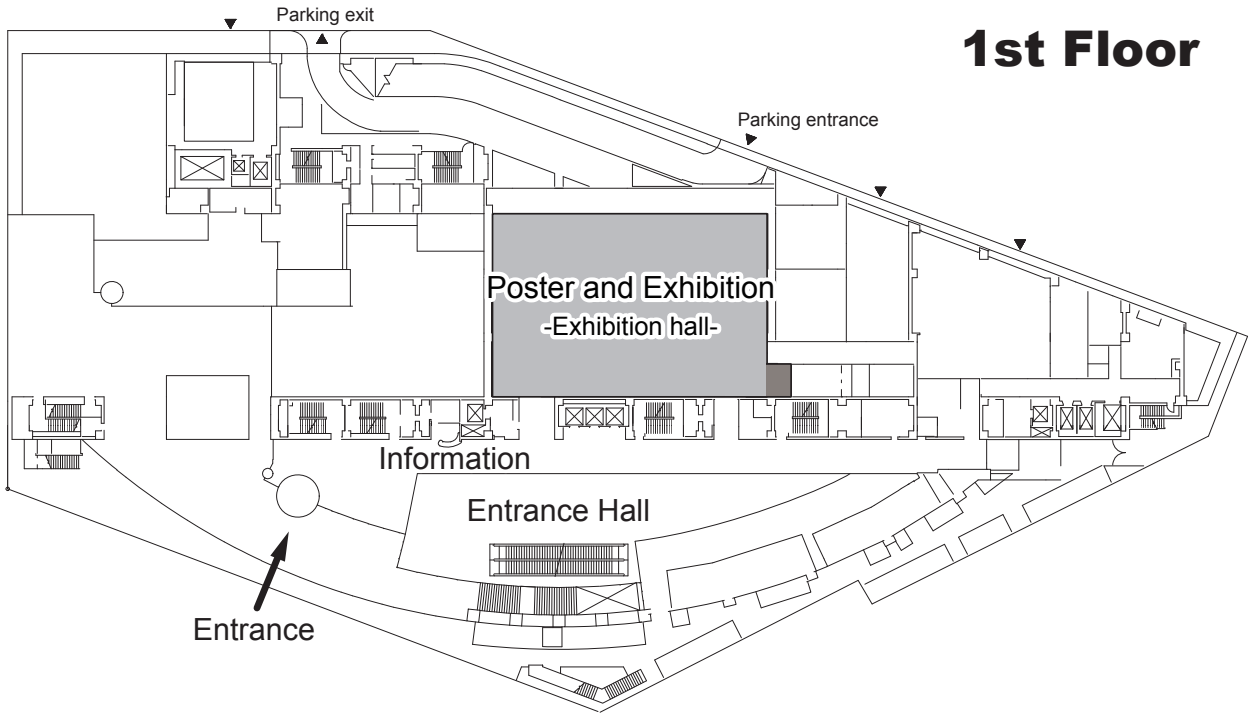 Parking exit
1st Floor
Parking entrance
Poster and Exhibition
-Exhibition hall-
Information
Entrance Hall
Entrance